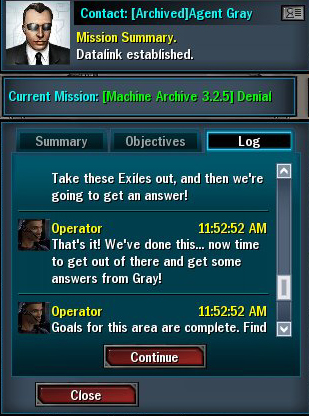 Contact: [Archived]Agent Gray
Mission Summary.
Datalink established.
Current Mission: [Machine Archive 3.2.5] Denial
Summary
Objectives
Log
Take these Exiles out, and then we're
going to get an answer!
Operator 11:52:52 AM
That's it! We've done this... now time
to get out of there and get some
answers from Gray!
Operator 11:52:52 AM
Goals for this area are complete. Find
Continue
Close